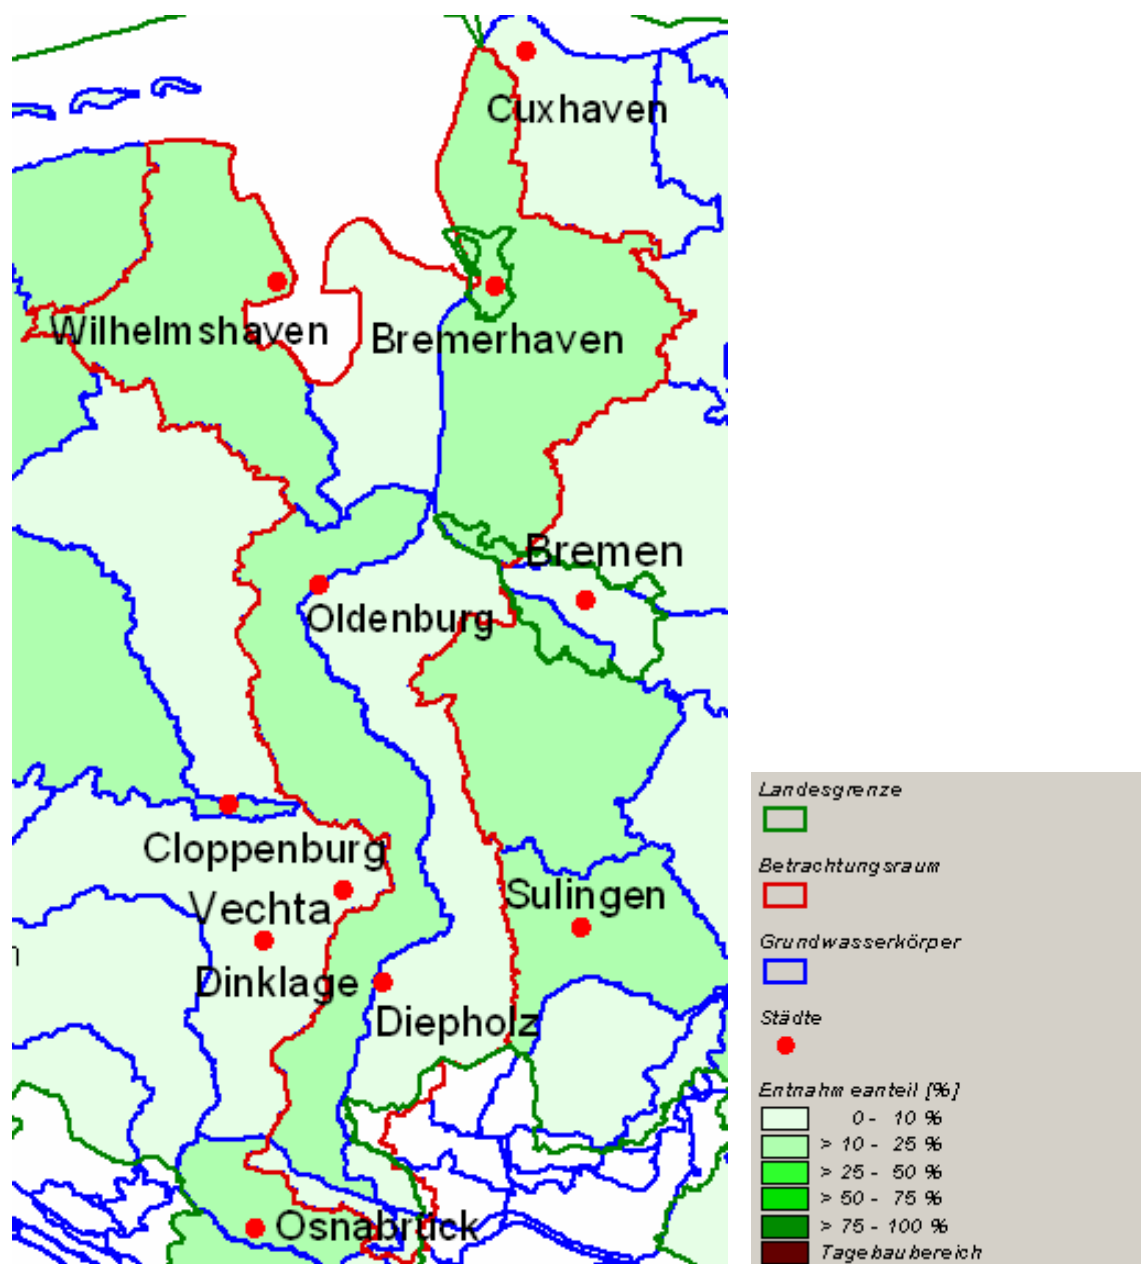 Cuxhaven
Wilhelmshaven
Bremerhaven
Bremen
Oldenburg
Cloppenburg
Vechta
Sulingen
Dinklage
Diepholz
Osnabrück
Landesgrenze
Betrachtungsraum
Grundwasserkörper
Städte
Entnahmeanteil [%]
0 - 10 %
> 10 - 25 %
> 25 - 50 %
> 50 - 75 %
> 75 - 100 %
Tagebaubereich